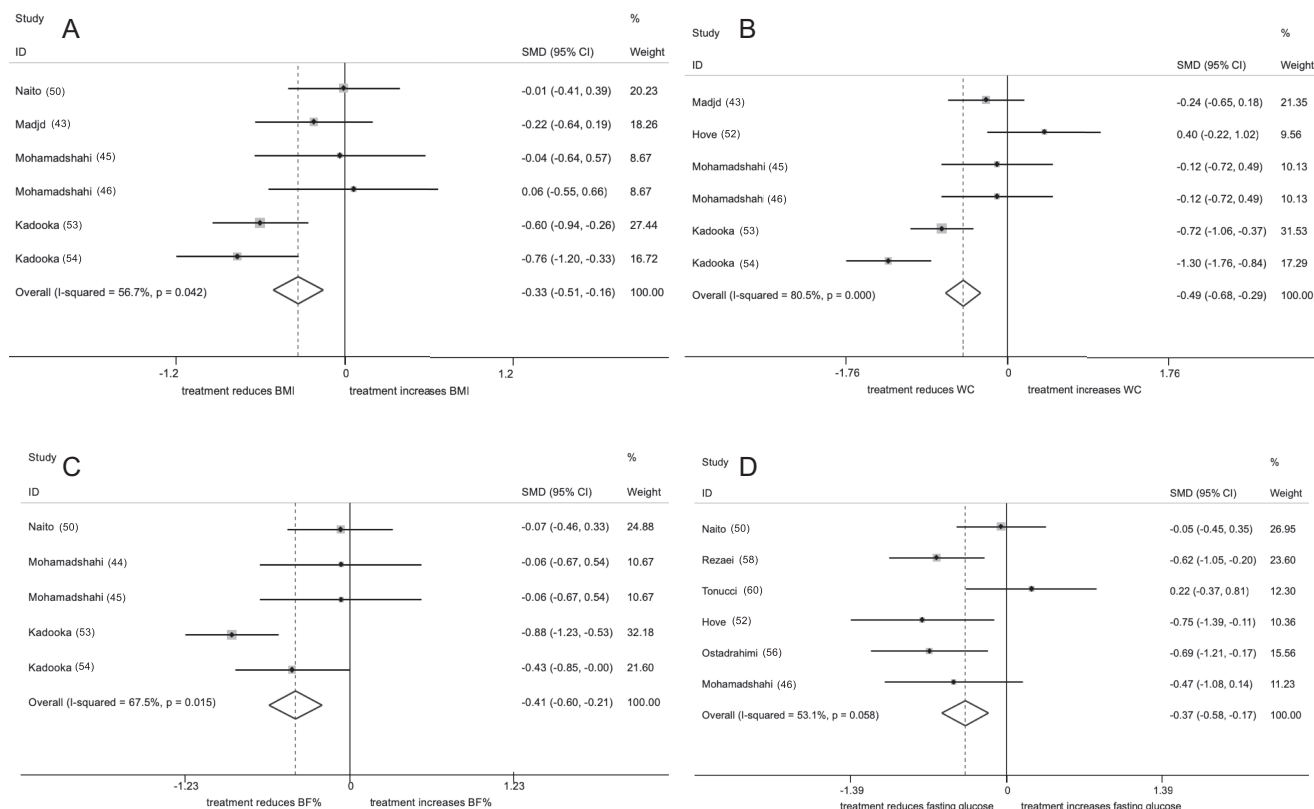 A
Study %
ID SMD (95% CI) Weight
Naito (50) -0.01 (-0.41, 0.39) 20.23
Madjd (43) -0.22 (-0.64, 0.19) 18.26
Mohamadshahi (45) -0.04 (-0.64, 0.57) 8.67
Mohamadshahi (46) 0.06 (-0.55, 0.66) 8.67
Kadooka (53) -0.60 (-0.94, -0.26) 27.44
Kadooka (54) -0.76 (-1.20, -0.33) 16.72
Overall (I-squared = 56.7%, p = 0.042) -0.33 (-0.51, -0.16) 100.00
-1.2 0 1.2
treatment reduces BMI treatment increases BMI
B
Study %
ID SMD (95% CI) Weight
Madjd (43) -0.24 (-0.65, 0.18) 21.35
Hove (52) 0.40 (-0.22, 1.02) 9.56
Mohamadshahi (45) -0.12 (-0.72, 0.49) 10.13
Mohamadshah (46) -0.12 (-0.72, 0.49) 10.13
Kadooka (53) -0.72 (-1.06, -0.37) 31.53
Kadooka (54) -1.30 (-1.76, -0.84) 17.29
Overall (I-squared = 80.5%, p = 0.000) -0.49 (-0.68, -0.29) 100.00
-1.76 0 1.76
treatment reduces WC treatment increases WC
C
Study %
ID SMD (95% CI) Weight
Naito (50) -0.07 (-0.46, 0.33) 24.88
Mohamadshahi (44) -0.06 (-0.67, 0.54) 10.67
Mohamadshahi (45) -0.06 (-0.67, 0.54) 10.67
Kadooka (53) -0.88 (-1.23, -0.53) 32.18
Kadooka (54) -0.43 (-0.85, -0.00) 21.60
Overall (I-squared = 67.5%, p = 0.015) -0.41 (-0.60, -0.21) 100.00
-1.23 0 1.23
treatment reduces BF% treatment increases BF%
D
Study %
ID SMD (95% CI) Weight
Naito (50) -0.05 (-0.45, 0.35) 26.95
Rezaei (58) -0.62 (-1.05, -0.20) 23.60
Tonucci (60) 0.22 (-0.37, 0.81) 12.30
Hove (52) -0.75 (-1.39, -0.11) 10.36
Ostadrahimi (56) -0.69 (-1.21, -0.17) 15.56
Mohamadshahi (46) -0.47 (-1.08, 0.14) 11.23
Overall (I-squared = 53.1%, p = 0.058) -0.37 (-0.58, -0.17) 100.00
-1.39 0 1.39
treatment reduces fasting glucose treatment increases fasting glucose